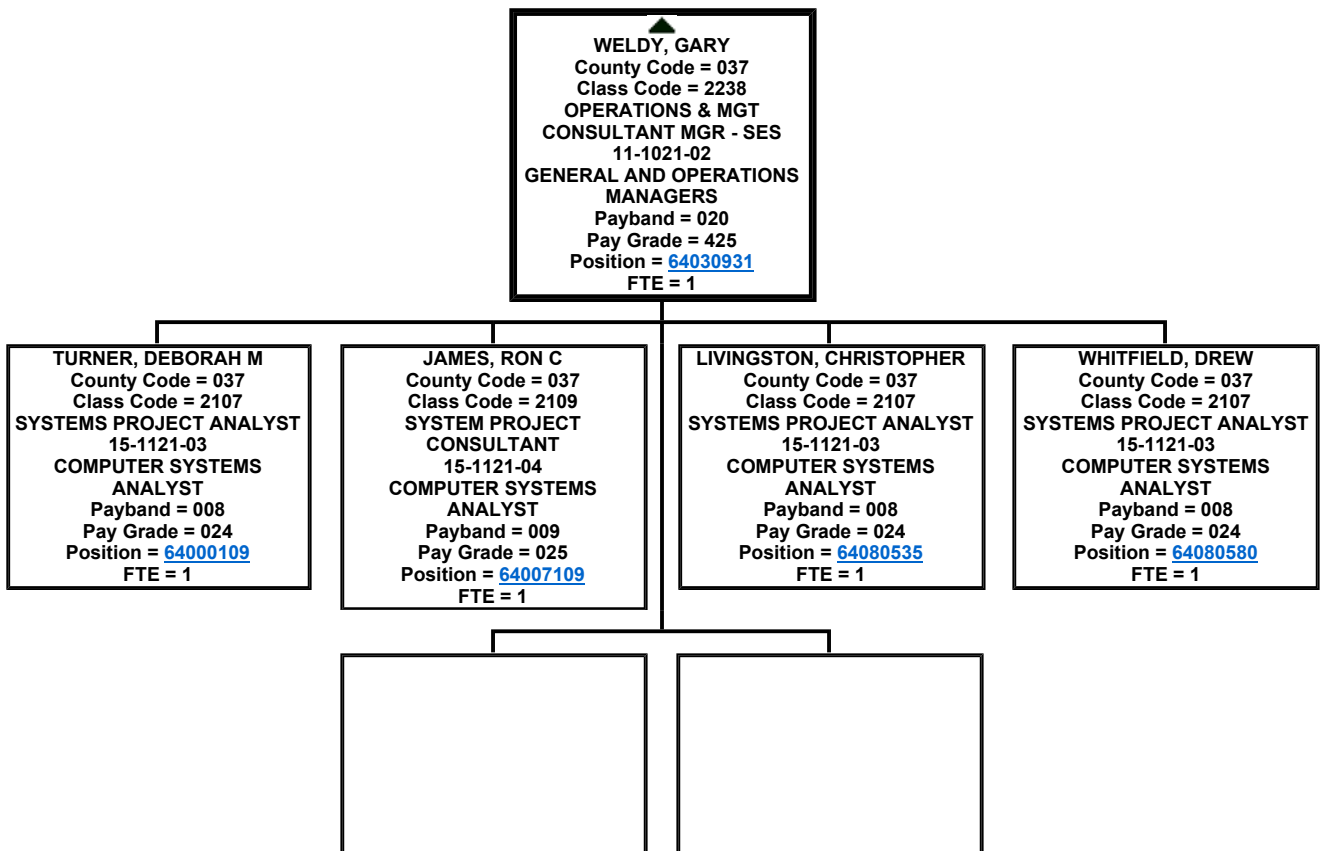 WELDY, GARY
County Code = 037
Class Code = 2238
OPERATIONS & MGT
CONSULTANT MGR - SES
11-1021-02
GENERAL AND OPERATIONS
MANAGERS
Payband = 020
Pay Grade = 425
Position = 64030931
FTE = 1
TURNER, DEBORAH M
County Code = 037
Class Code = 2107
SYSTEMS PROJECT ANALYST
15-1121-03
COMPUTER SYSTEMS
ANALYST
Payband = 008
Pay Grade = 024
Position = 64000109
FTE = 1
JAMES, RON C
County Code = 037
Class Code = 2109
SYSTEM PROJECT
CONSULTANT
15-1121-04
COMPUTER SYSTEMS
ANALYST
Payband = 009
Pay Grade = 025
Position = 64007109
FTE = 1
LIVINGSTON, CHRISTOPHER
County Code = 037
Class Code = 2107
SYSTEMS PROJECT ANALYST
15-1121-03
COMPUTER SYSTEMS
ANALYST
Payband = 008
Pay Grade = 024
Position = 64080535
FTE = 1
WHITFIELD, DREW
County Code = 037
Class Code = 2107
SYSTEMS PROJECT ANALYST
15-1121-03
COMPUTER SYSTEMS
ANALYST
Payband = 008
Pay Grade = 024
Position = 64080580
FTE = 1